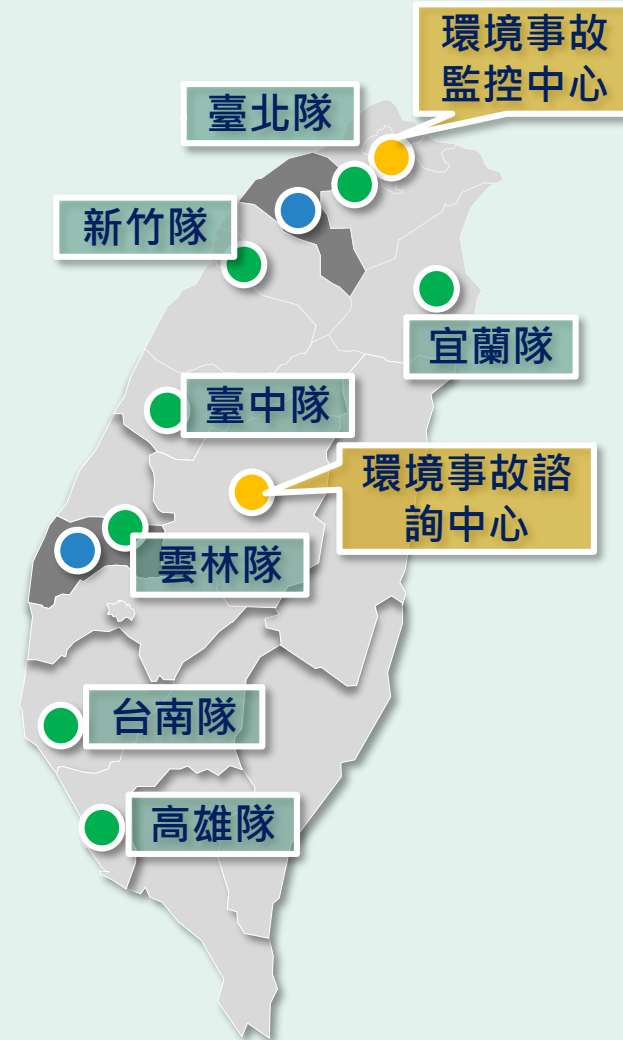 環境事故
監控中心
臺北隊
新竹隊
宜蘭隊
臺中隊
環境事故諮
詢中心
雲林隊
台南隊
高雄隊